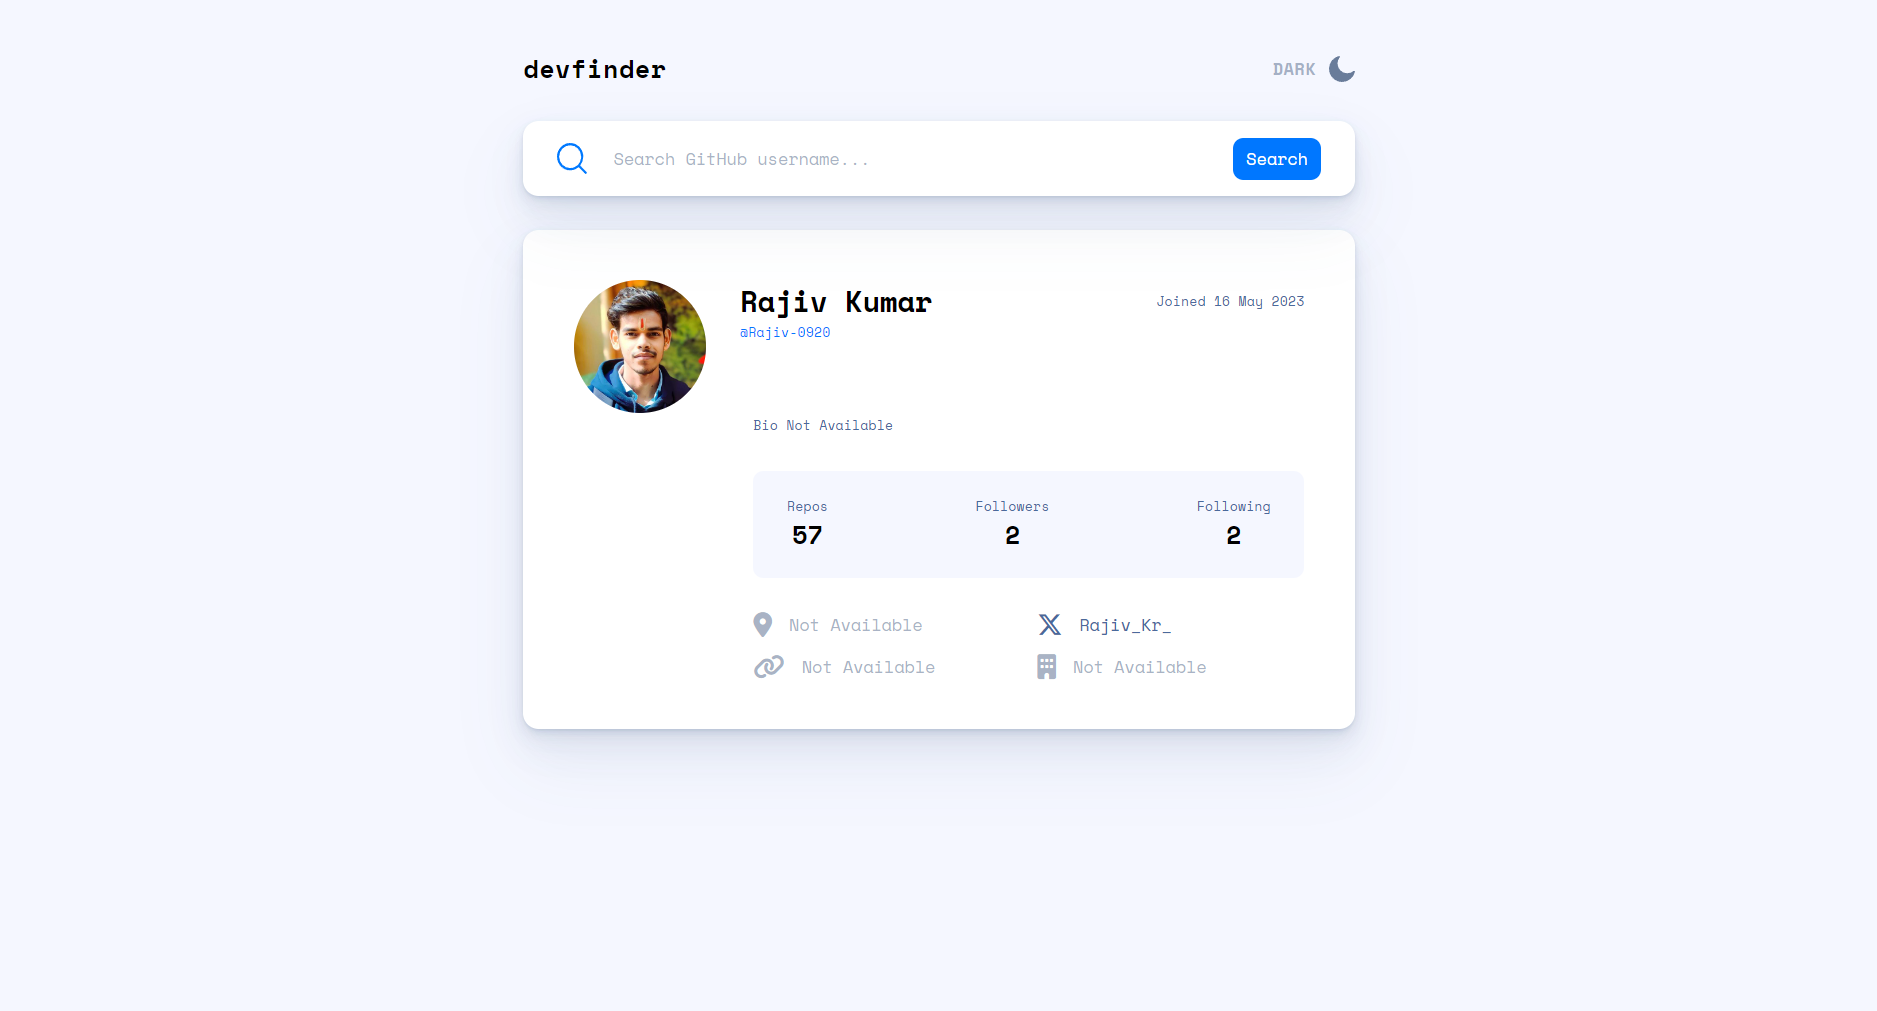 devfinder
DARK
Search GitHub username...
Search
Rajiv Kumar
Joined 16 May 2023
@Rajiv-0920
Bio Not Available
Repos Followers Following
57 2 2
Not Available
Rajiv_Kr_
Not Available
Not Available